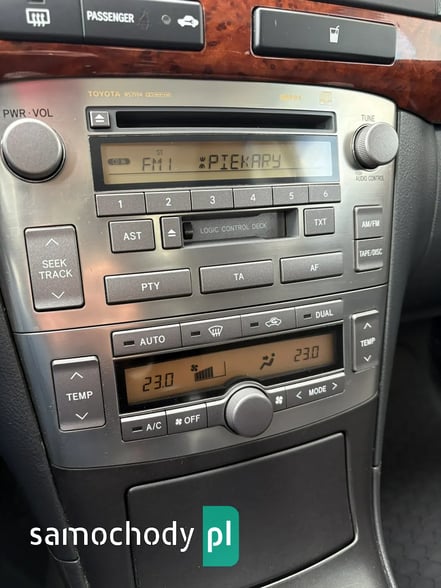 PASSENGER
TOYOTA
PWR·VOL
TUNE
AUDIO CONTROL
ST
FM1 PIEKARY
1 2 3 4 5 6
AST
LOGIC CONTROL DECK
TXT
AM/FM
SEEK
TRACK
PTY
TA
AF
TAPE/DISC
AUTO
DUAL
TEMP
23.0
23.0
TEMP
A/C
OFF
< MODE >
samochody pl